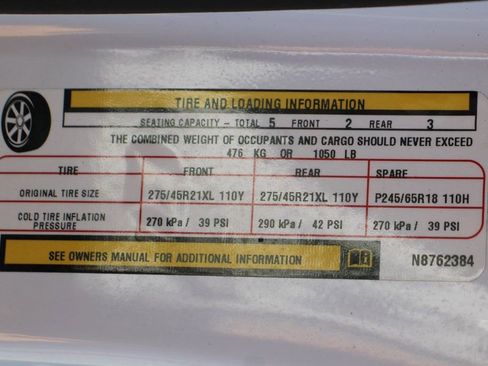 TIRE AND LOADING INFORMATION
SEATING CAPACITY – TOTAL 5 FRONT 2 REAR 3
THE COMBINED WEIGHT OF OCCUPANTS AND CARGO SHOULD NEVER EXCEED
476 KG OR 1050 LB
TIRE FRONT REAR SPARE
ORIGINAL TIRE SIZE 275/45R21XL 110Y 275/45R21XL 110Y P245/65R18 110H
COLD TIRE INFLATION PRESSURE 270 kPa / 39 PSI 290 kPa / 42 PSI 270 kPa / 39 PSI
SEE OWNERS MANUAL FOR ADDITIONAL INFORMATION N8762384